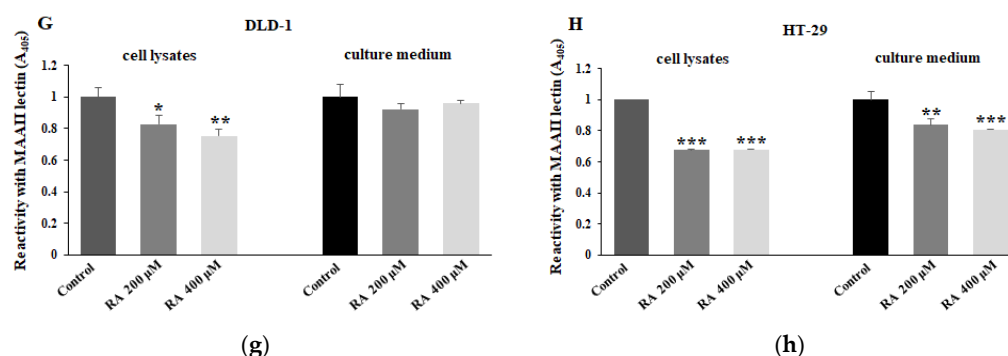 G
DLD-1
cell lysates
culture medium
Reactivity with MAAII lectin (A405)
1.2
1
0.8
0.6
0.4
0.2
0
*
**
Control
RA 200 µM
RA 400 µM
Control
RA 200 µM
RA 400 µM
(g)
H
HT-29
cell lysates
culture medium
Reactivity with MAAII lectin (A405)
1.2
1
0.8
0.6
0.4
0.2
0
***
***
**
***
Control
RA 200 µM
RA 400 µM
Control
RA 200 µM
RA 400 µM
(h)